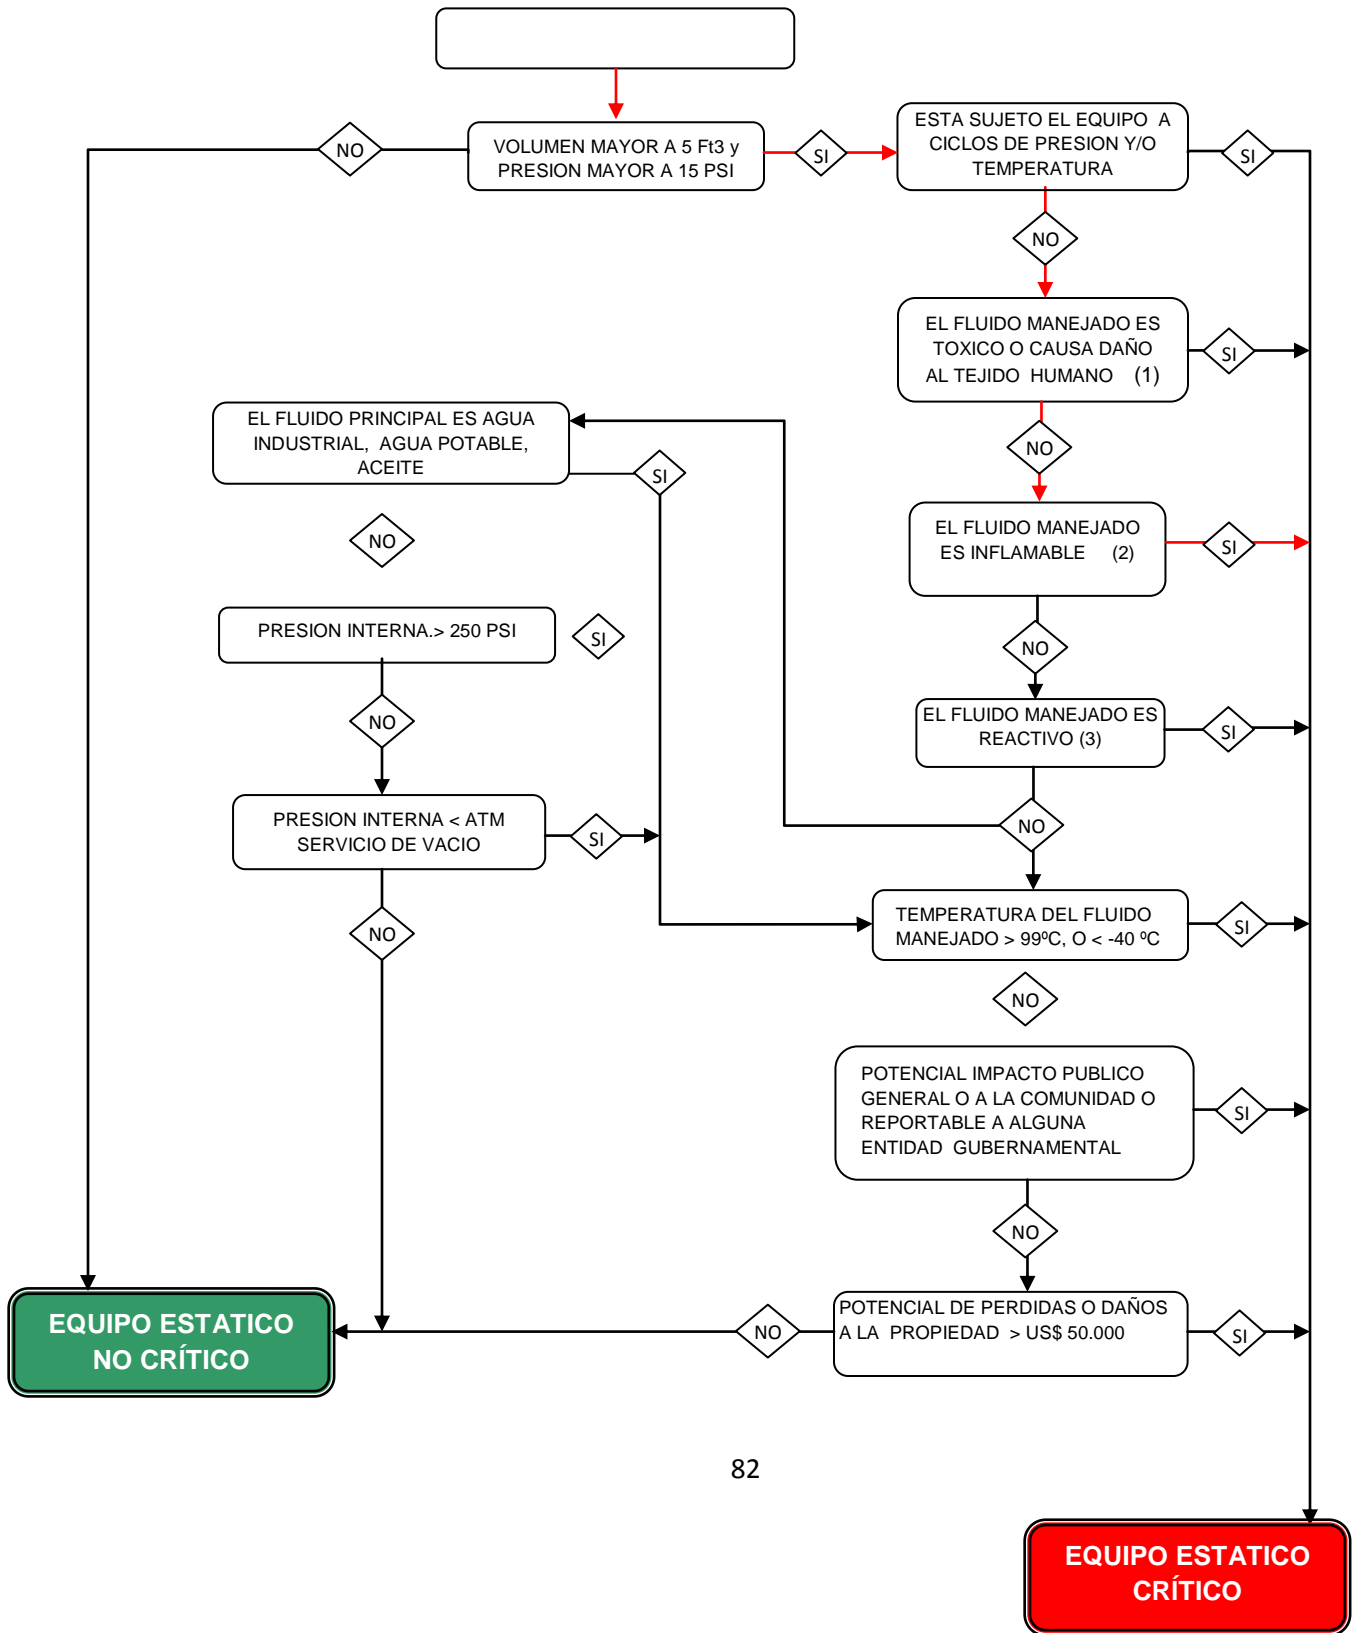 NO
VOLUMEN MAYOR A 5 Ft3 y
PRESION MAYOR A 15 PSI
SI
ESTA SUJETO EL EQUIPO A
CICLOS DE PRESION Y/O
TEMPERATURA
SI
NO
EL FLUIDO MANEJADO ES
TOXICO O CAUSA DAÑO
AL TEJIDO HUMANO (1)
SI
NO
EL FLUIDO PRINCIPAL ES AGUA
INDUSTRIAL, AGUA POTABLE,
ACEITE
SI
NO
EL FLUIDO MANEJADO
ES INFLAMABLE (2)
SI
NO
PRESION INTERNA.> 250 PSI
SI
NO
EL FLUIDO MANEJADO ES
REACTIVO (3)
SI
NO
PRESION INTERNA < ATM
SERVICIO DE VACIO
SI
NO
NO
TEMPERATURA DEL FLUIDO
MANEJADO > 99ºC, O < -40 ºC
SI
NO
POTENCIAL IMPACTO PUBLICO
GENERAL O A LA COMUNIDAD O
REPORTABLE A ALGUNA
ENTIDAD GUBERNAMENTAL
SI
NO
POTENCIAL DE PERDIDAS O DAÑOS
A LA PROPIEDAD > US$ 50.000
SI
NO
EQUIPO ESTATICO
NO CRÍTICO
82
EQUIPO ESTATICO
CRÍTICO